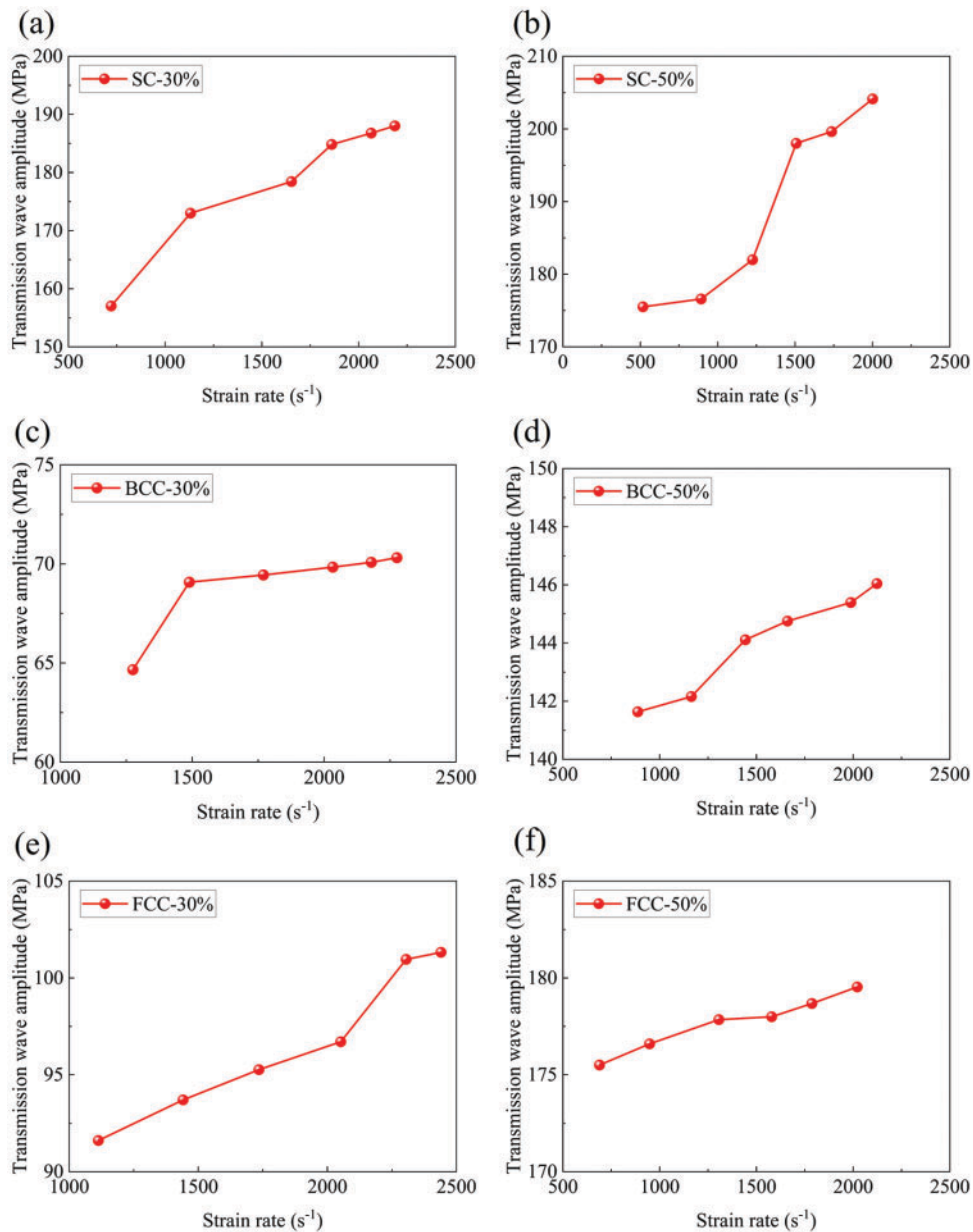 (a)
200
190
180
170
160
150
Transmission wave amplitude (MPa)
SC-30%
500 1000 1500 2000 2500
Strain rate (s⁻¹)
(b)
210
200
190
180
170
Transmission wave amplitude (MPa)
SC-50%
0 500 1000 1500 2000 2500
Strain rate (s⁻¹)
(c)
75
70
65
60
Transmission wave amplitude (MPa)
BCC-30%
1000 1500 2000 2500
Strain rate (s⁻¹)
(d)
150
148
146
144
142
140
Transmission wave amplitude (MPa)
BCC-50%
500 1000 1500 2000 2500
Strain rate (s⁻¹)
(e)
105
100
95
90
Transmission wave amplitude (MPa)
FCC-30%
1000 1500 2000 2500
Strain rate (s⁻¹)
(f)
185
180
175
170
Transmission wave amplitude (MPa)
FCC-50%
500 1000 1500 2000 2500
Strain rate (s⁻¹)